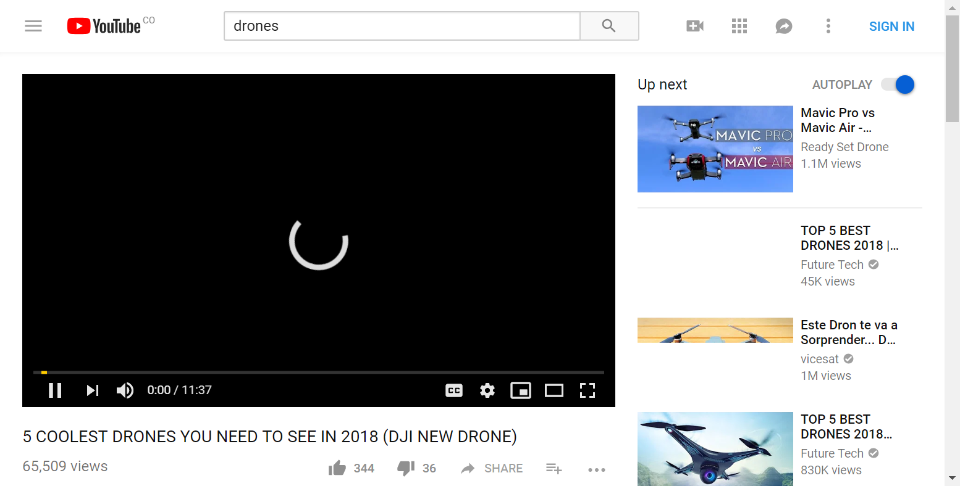 YouTube CO
drones
SIGN IN
Up next
AUTOPLAY
MAVIC PRO
vs
MAVIC AIR
Mavic Pro vs
Mavic Air -...
Ready Set Drone
1.1M views
TOP 5 BEST
DRONES 2018 |...
Future Tech
45K views
Este Dron te va a
Sorprender... D...
vicesat
1M views
TOP 5 BEST
DRONES 2018...
Future Tech
830K views
CC
0:00 / 11:37
5 COOLEST DRONES YOU NEED TO SEE IN 2018 (DJI NEW DRONE)
65,509 views
344
36
SHARE